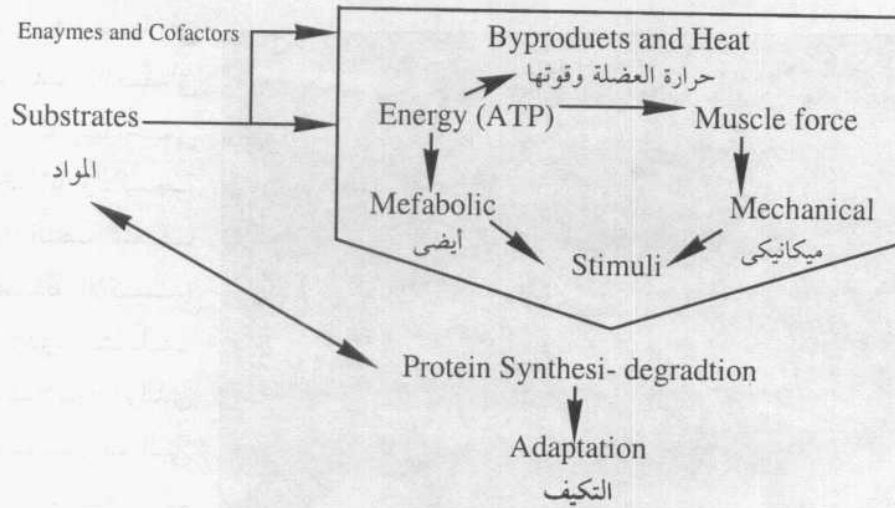 Enaymes and Cofactors
Byproduets and Heat
حرارة العضلة وقوتها
Substrates
Energy (ATP)
Muscle force
المواد
Mefabolic
Mechanical
أيضى
ميكانيكى
Stimuli
Protein Synthesi- degradtion
Adaptation
التكيف